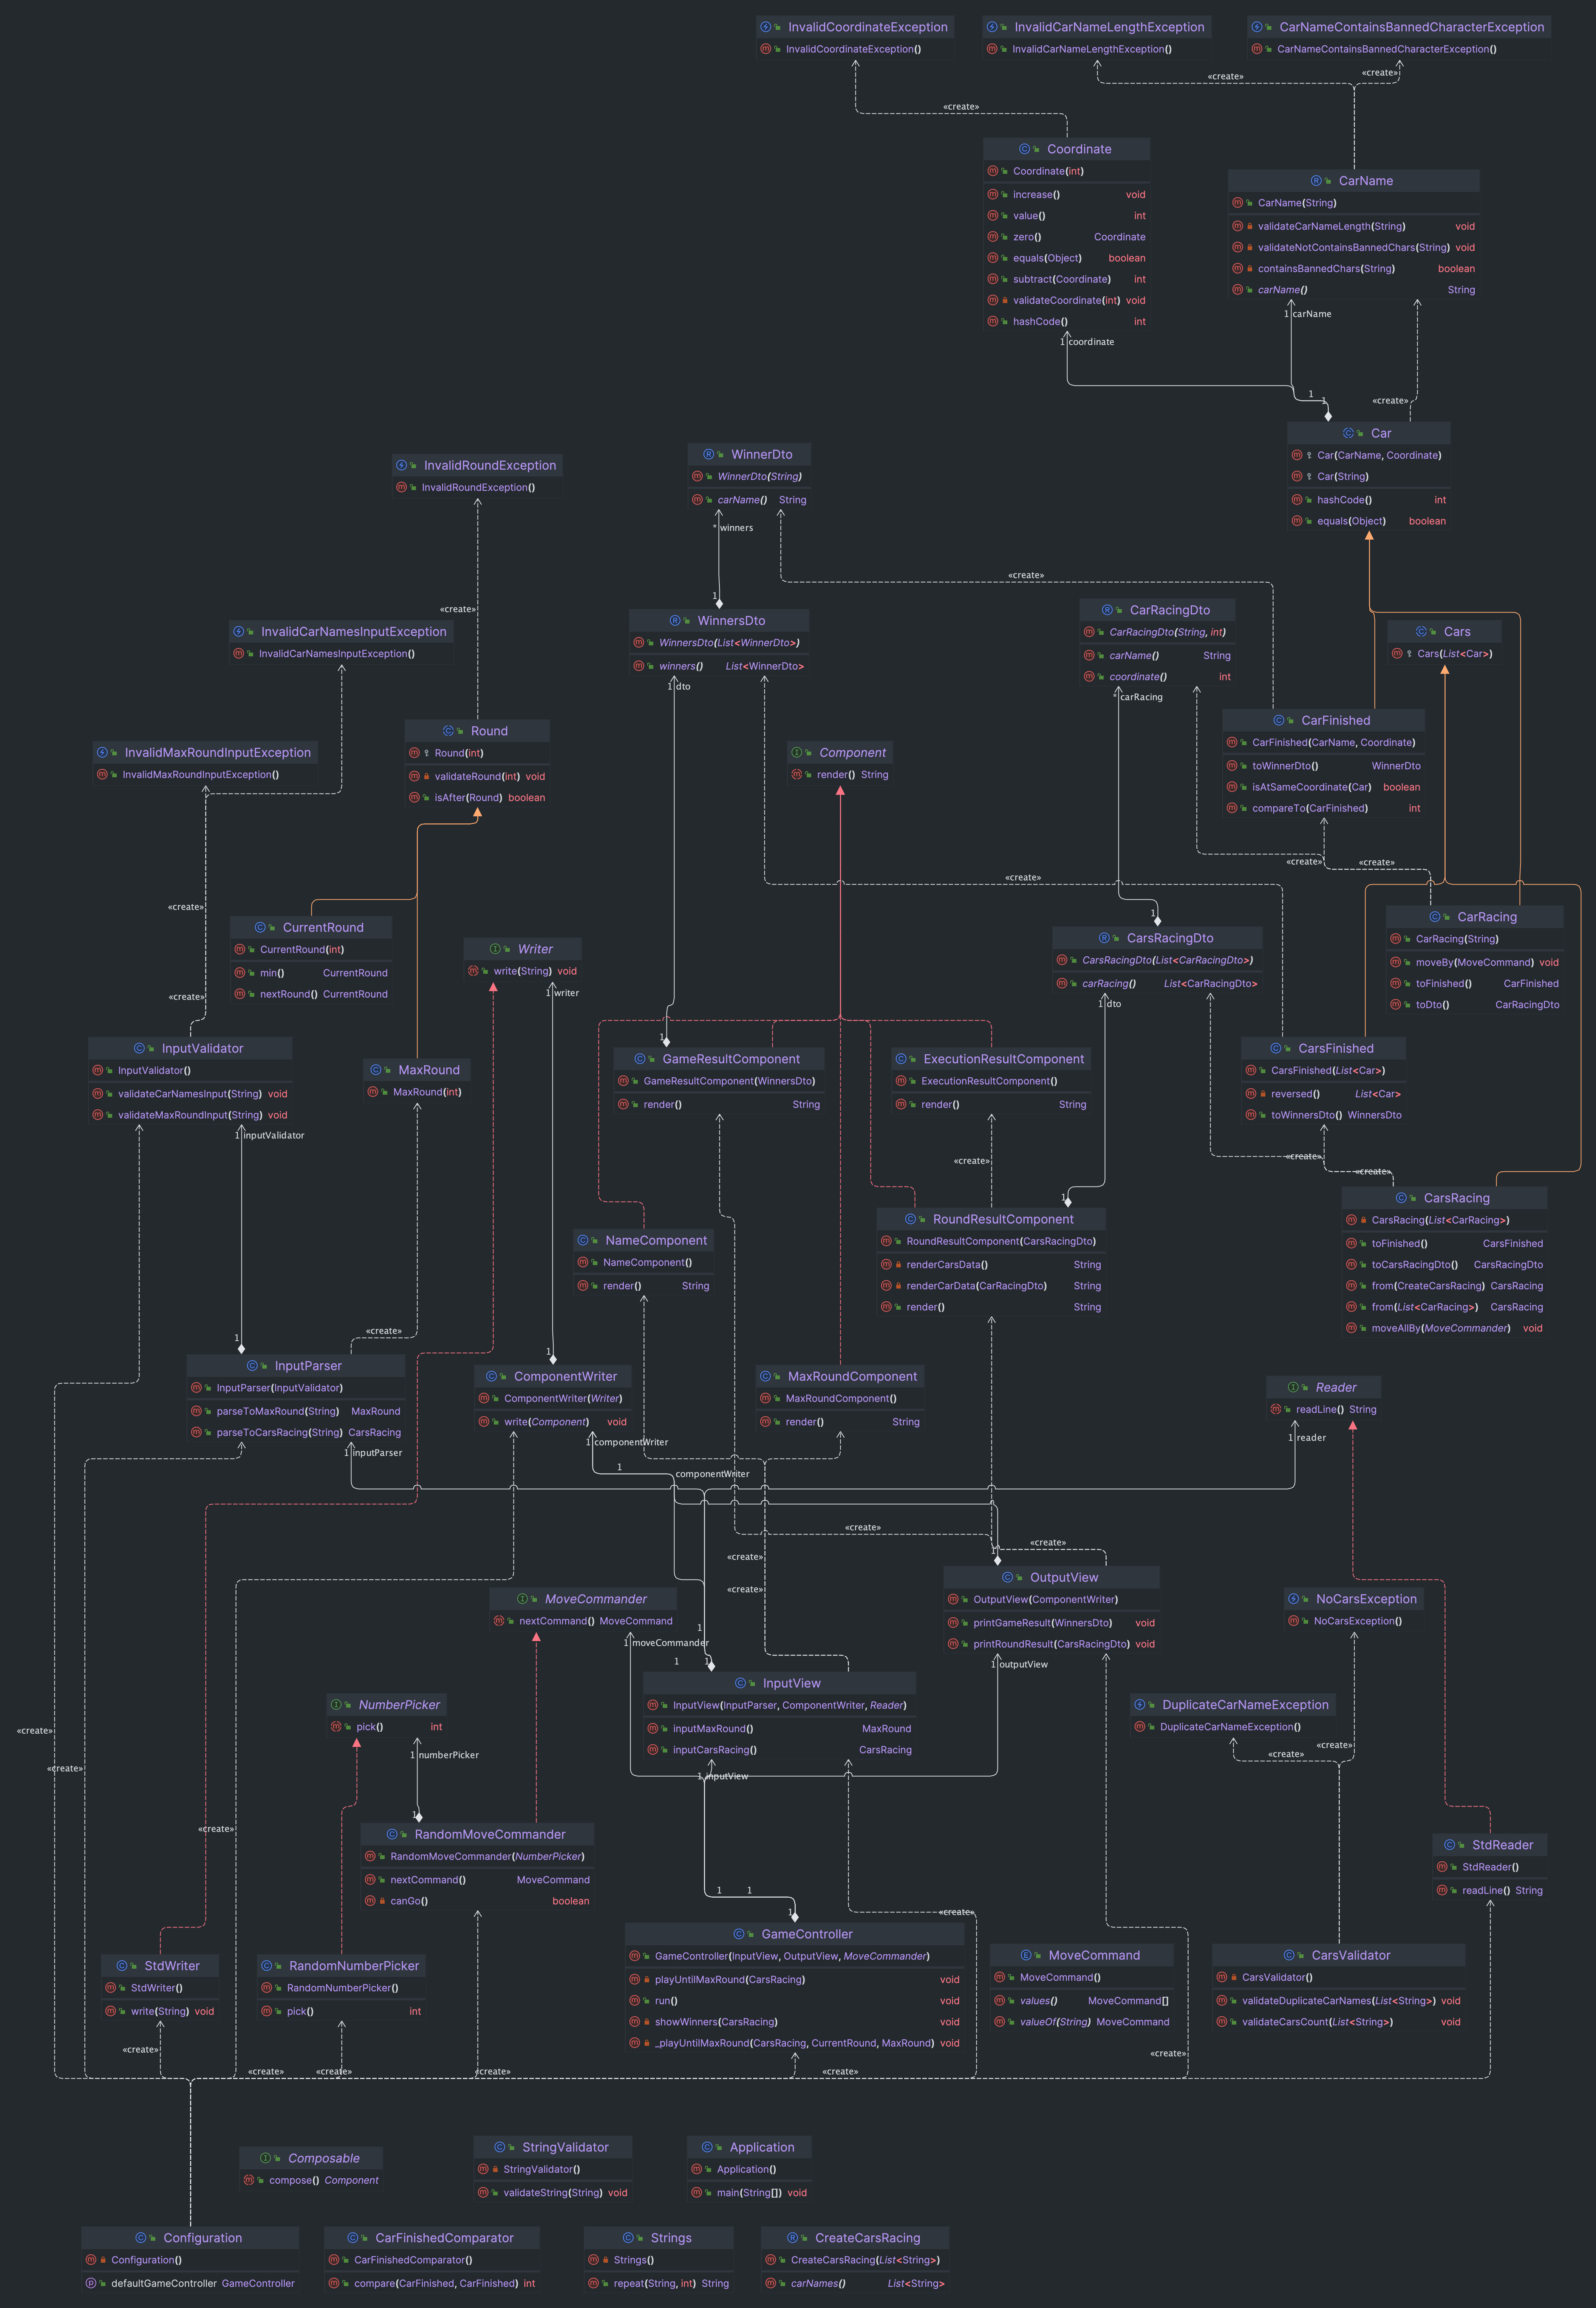 InvalidCoordinateException
InvalidCoordinateException()
InvalidCarNameLengthException
InvalidCarNameLengthException()
CarNameContainsBannedCharacterException
CarNameContainsBannedCharacterException()
«create»
«create»
«create»
Coordinate
Coordinate(int)
increase() void
value() int
zero() Coordinate
equals(Object) boolean
subtract(Coordinate) int
validateCoordinate(int) void
hashCode() int
CarName
CarName(String)
validateCarNameLength(String) void
validateNotContainsBannedChars(String) void
containsBannedChars(String) boolean
carName() String
1 carName
1 coordinate
1
1
«create»
Car
Car(CarName, Coordinate)
Car(String)
hashCode() int
equals(Object) boolean
InvalidRoundException
InvalidRoundException()
WinnerDto
WinnerDto(String)
carName() String
* winners
«create»
1
«create»
InvalidCarNamesInputException
InvalidCarNamesInputException()
WinnersDto
WinnersDto(List<WinnerDto>)
winners() List<WinnerDto>
1 dto
CarRacingDto
CarRacingDto(String, int)
carName() String
coordinate() int
* carRacing
Cars
Cars(List<Car>)
InvalidMaxRoundInputException
InvalidMaxRoundInputException()
Round
Round(int)
validateRound(int) void
isAfter(Round) boolean
Component
render() String
CarFinished
CarFinished(CarName, Coordinate)
toWinnerDto() WinnerDto
isAtSameCoordinate(Car) boolean
compareTo(CarFinished) int
«create»
«create»
«create»
«create»
1
CurrentRound
CurrentRound(int)
min() CurrentRound
nextRound() CurrentRound
«create»
Writer
write(String) void
1 writer
CarsRacingDto
CarsRacingDto(List<CarRacingDto>)
carRacing() List<CarRacingDto>
1 dto
CarRacing
CarRacing(String)
moveBy(MoveCommand) void
toFinished() CarFinished
toDto() CarRacingDto
InputValidator
InputValidator()
validateCarNamesInput(String) void
validateMaxRoundInput(String) void
1 inputValidator
MaxRound
MaxRound(int)
1
GameResultComponent
GameResultComponent(WinnersDto)
render() String
ExecutionResultComponent
ExecutionResultComponent()
render() String
CarsFinished
CarsFinished(List<Car>)
reversed() List<Car>
toWinnersDto() WinnersDto
«create»
«create»
«create»
1
NameComponent
NameComponent()
render() String
RoundResultComponent
RoundResultComponent(CarsRacingDto)
renderCarsData() String
renderCarData(CarRacingDto) String
render() String
CarsRacing
CarsRacing(List<CarRacing>)
toFinished() CarsFinished
toCarsRacingDto() CarsRacingDto
from(CreateCarsRacing) CarsRacing
from(List<CarRacing>) CarsRacing
moveAllBy(MoveCommander) void
«create»
1
1
InputParser
InputParser(InputValidator)
parseToMaxRound(String) MaxRound
parseToCarsRacing(String) CarsRacing
1 inputParser
ComponentWriter
ComponentWriter(Writer)
write(Component) void
1 componentWriter
MaxRoundComponent
MaxRoundComponent()
render() String
Reader
readLine() String
1 reader
1
componentWriter
«create»
«create»
«create»
«create»
1
MoveCommander
nextCommand() MoveCommand
1 moveCommander
OutputView
OutputView(ComponentWriter)
printGameResult(WinnersDto) void
printRoundResult(CarsRacingDto) void
1 outputView
NoCarsException
NoCarsException()
1
1
1
InputView
InputView(InputParser, ComponentWriter, Reader)
inputMaxRound() MaxRound
inputCarsRacing() CarsRacing
1 inputView
NumberPicker
pick() int
1 numberPicker
DuplicateCarNameException
DuplicateCarNameException()
«create»
«create»
«create»
«create»
1
RandomMoveCommander
RandomMoveCommander(NumberPicker)
nextCommand() MoveCommand
canGo() boolean
«create»
StdReader
StdReader()
readLine() String
1
1
1
«create»
GameController
GameController(InputView, OutputView, MoveCommander)
playUntilMaxRound(CarsRacing) void
run() void
showWinners(CarsRacing) void
_playUntilMaxRound(CarsRacing, CurrentRound, MaxRound) void
MoveCommand
MoveCommand()
values() MoveCommand[]
valueOf(String) MoveCommand
CarsValidator
CarsValidator()
validateDuplicateCarNames(List<String>) void
validateCarsCount(List<String>) void
StdWriter
StdWriter()
write(String) void
RandomNumberPicker
RandomNumberPicker()
pick() int
«create»
«create»
«create»
«create»
«create»
«create»
«create»
Composable
compose() Component
StringValidator
StringValidator()
validateString(String) void
Application
Application()
main(String[]) void
Configuration
Configuration()
defaultGameController GameController
CarFinishedComparator
CarFinishedComparator()
compare(CarFinished, CarFinished) int
Strings
Strings()
repeat(String, int) String
CreateCarsRacing
CreateCarsRacing(List<String>)
carNames() List<String>